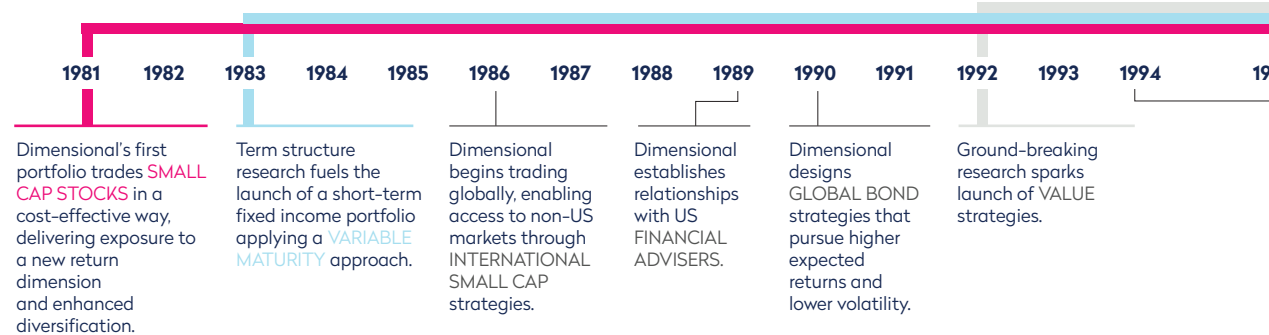 1981 1982 1983 1984 1985 1986 1987 1988 1989 1990 1991 1992 1993 1994
Dimensional's first
portfolio trades SMALL
CAP STOCKS in a
cost-effective way,
delivering exposure to
a new return
dimension
and enhanced
diversification.
Term structure
research fuels the
launch of a short-term
fixed income portfolio
applying a VARIABLE
MATURITY approach.
Dimensional
begins trading
globally, enabling
access to non-US
markets through
INTERNATIONAL
SMALL CAP
strategies.
Dimensional
establishes
relationships
with US
FINANCIAL
ADVISERS.
Dimensional
designs
GLOBAL BOND
strategies that
pursue higher
expected
returns and
lower volatility.
Ground-breaking
research sparks
launch of VALUE
strategies.